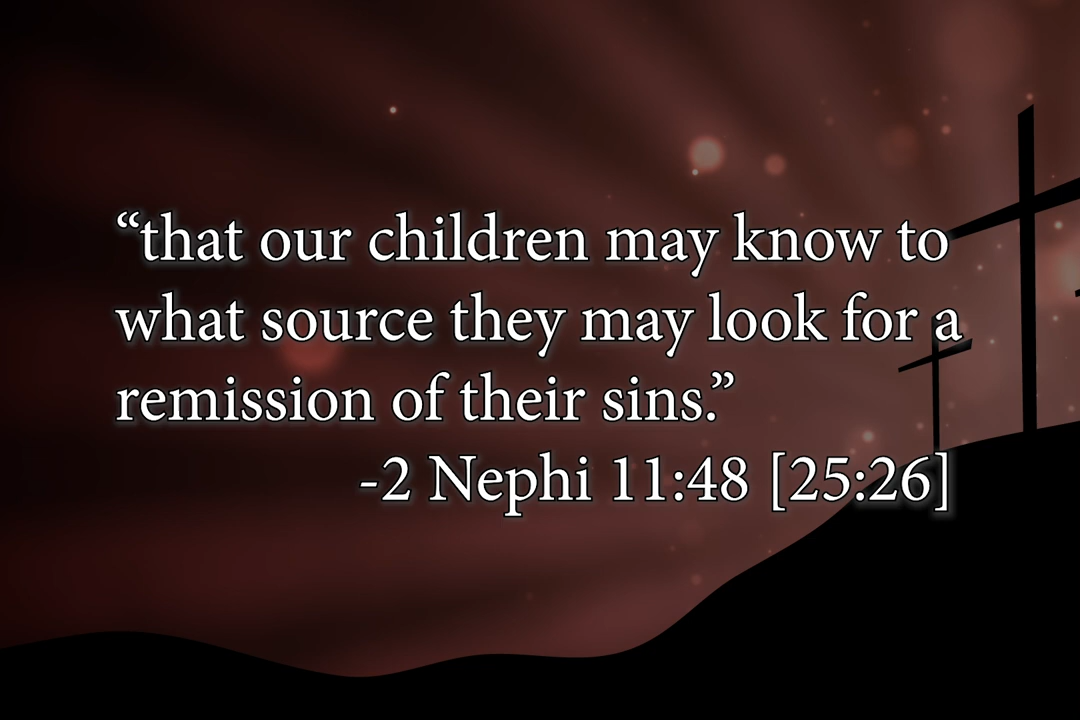 “that our children may know to
what source they may look for a
remission of their sins.”
-2 Nephi 11:48 [25:26]